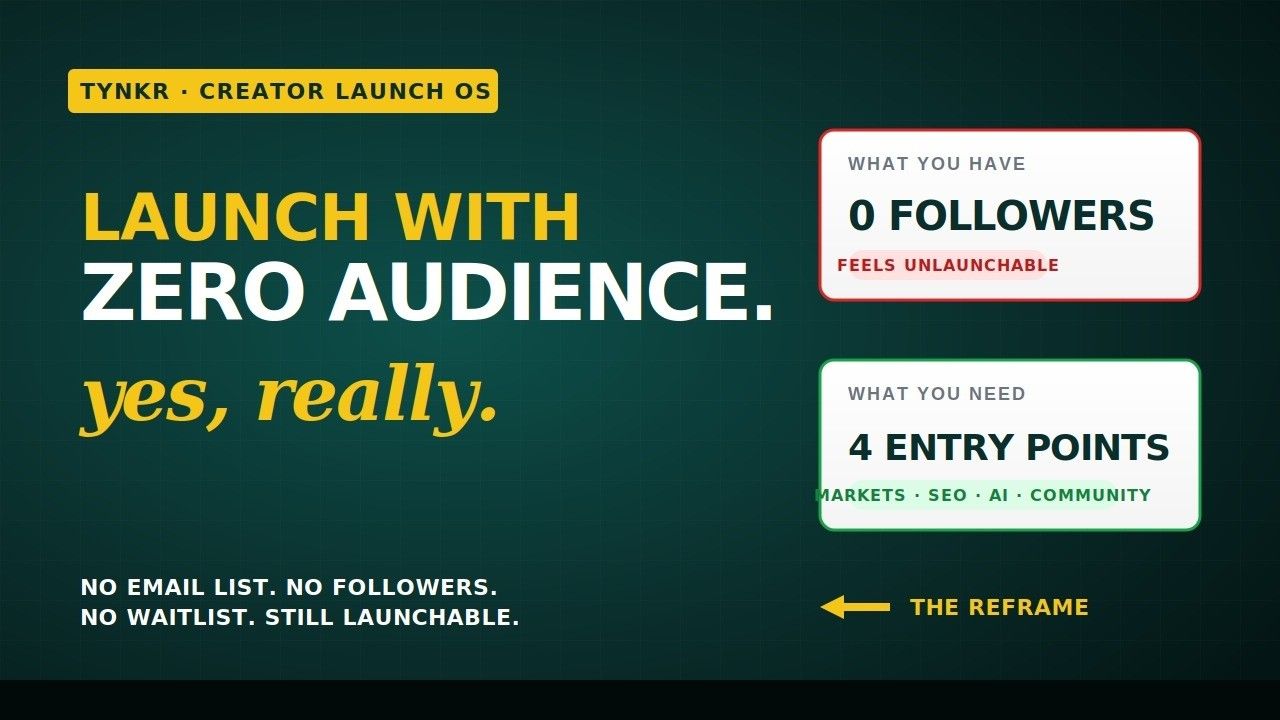 TYNKR · CREATOR LAUNCH OS
LAUNCH WITH
ZERO AUDIENCE.
yes, really.
NO EMAIL LIST. NO FOLLOWERS.
NO WAITLIST. STILL LAUNCHABLE.
WHAT YOU HAVE
0 FOLLOWERS
FEELS UNLAUNCHABLE
WHAT YOU NEED
4 ENTRY POINTS
MARKETS · SEO · AI · COMMUNITY
THE REFRAME